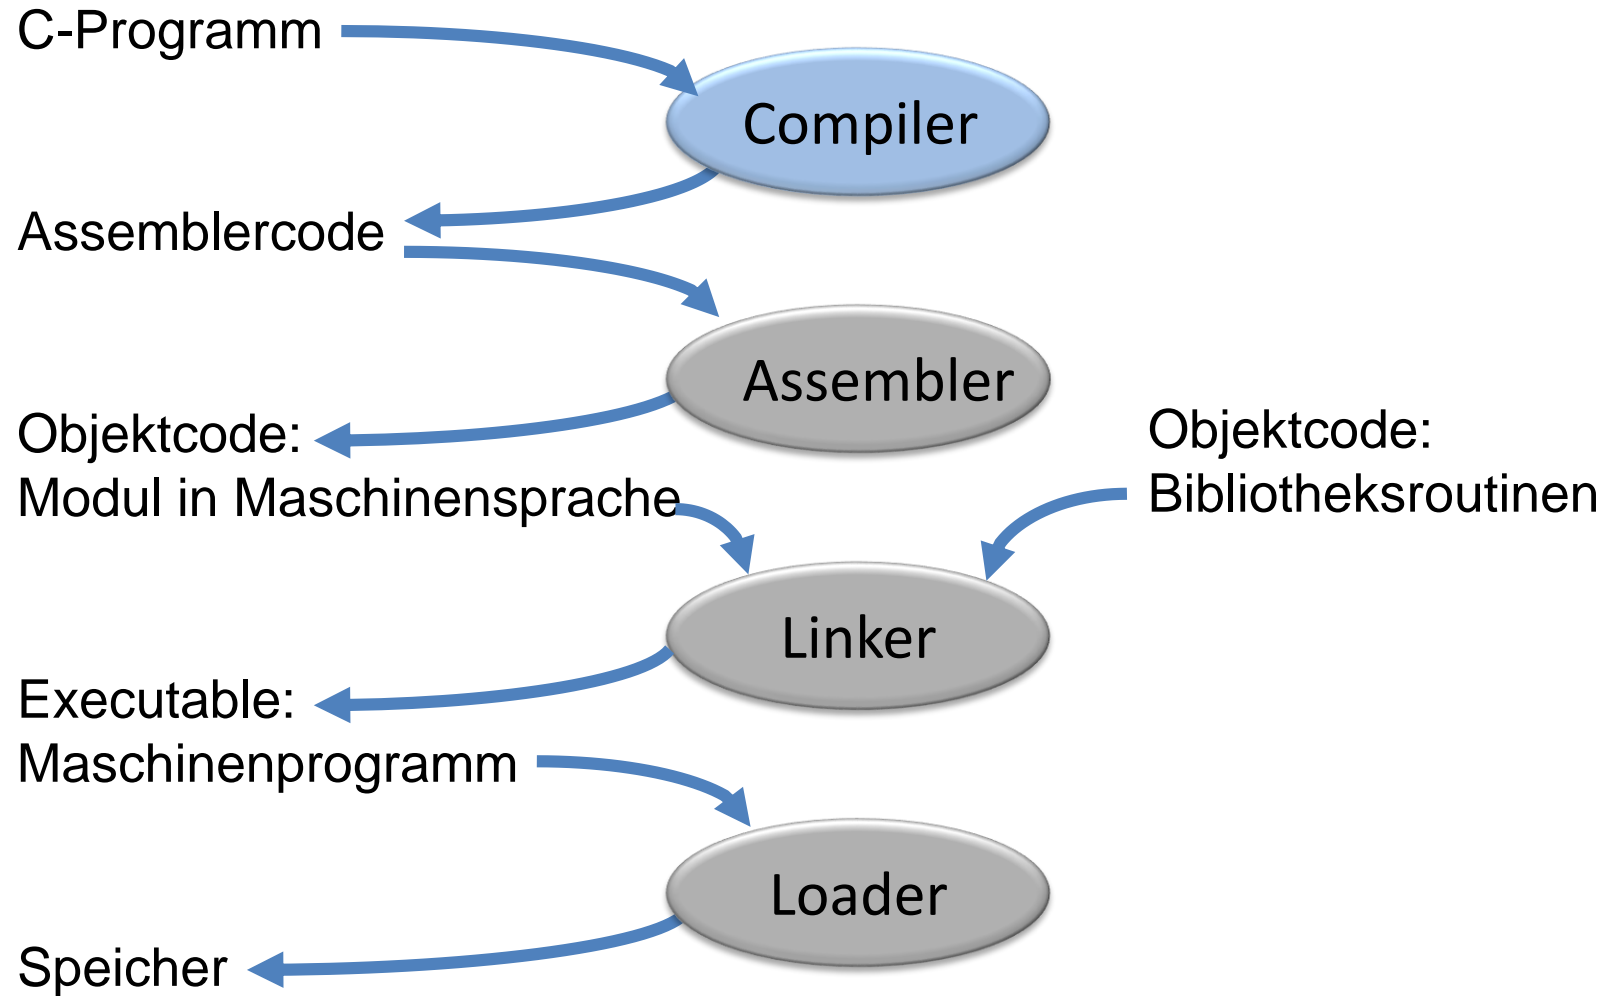 C-Programm
Compiler
Assemblercode
Assembler
Objektcode:
Modul in Maschinensprache
Objektcode:
Bibliotheksroutinen
Linker
Executable:
Maschinenprogramm
Loader
Speicher